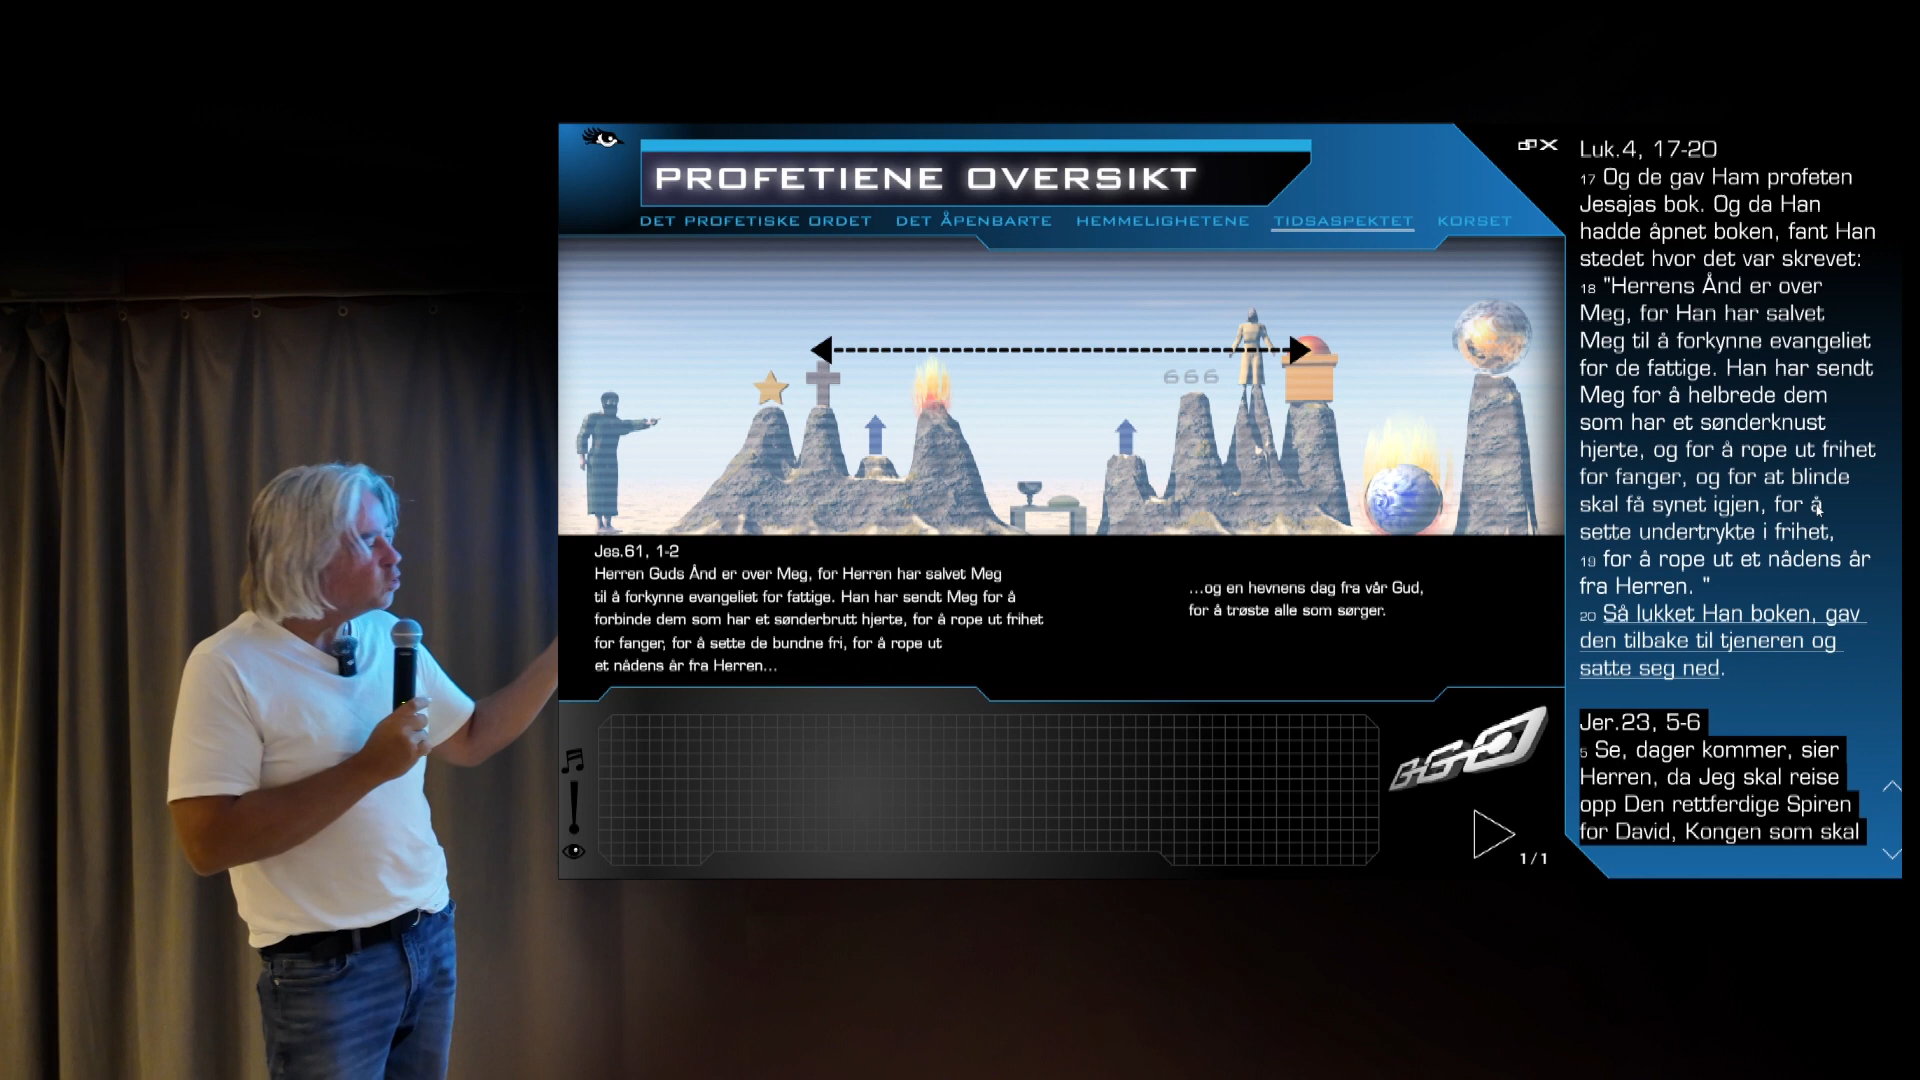 PROFETIENE OVERSIKT
DET PROFETISKE ORDET DET ÅPENBARTE HEMMELIGHETENE TIDSASPEKTET KORSET
666
Jes.61, 1-2
Herren Guds Ånd er over Meg, for Herren har salvet Meg
til å forkynne evangeliet for fattige. Han har sendt Meg for å
forbinde dem som har et sønderbrutt hjerte, for å rope ut frihet
for fanger, for å sette de bundne fri, for å rope ut
et nådens år fra Herren...
...og en hevnens dag fra vår Gud,
for å trøste alle som sørger.
1/1
Luk.4, 17-20
17 Og de gav Ham profeten
Jesajas bok. Og da Han
hadde åpnet boken, fant Han
stedet hvor det var skrevet:
18 "Herrens Ånd er over
Meg, for Han har salvet
Meg til å forkynne evangeliet
for de fattige. Han har sendt
Meg for å helbrede dem
som har et sønderknust
hjerte, og for å rope ut frihet
for fanger, og for at blinde
skal få synet igjen, for å
sette undertrykte i frihet,
19 for å rope ut et nådens år
fra Herren. "
20 Så lukket Han boken, gav
den tilbake til tjeneren og
satte seg ned.
Jer.23, 5-6
5 Se, dager kommer, sier
Herren, da Jeg skal reise
opp Den rettferdige Spiren
for David, Kongen som skal